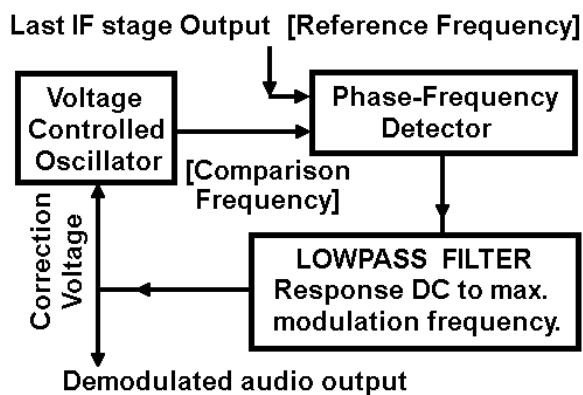 Last IF stage Output [Reference Frequency]
Voltage
Controlled
Oscillator
Phase-Frequency
Detector
[Comparison
Frequency]
Correction
Voltage
LOWPASS FILTER
Response DC to max.
modulation frequency.
Demodulated audio output